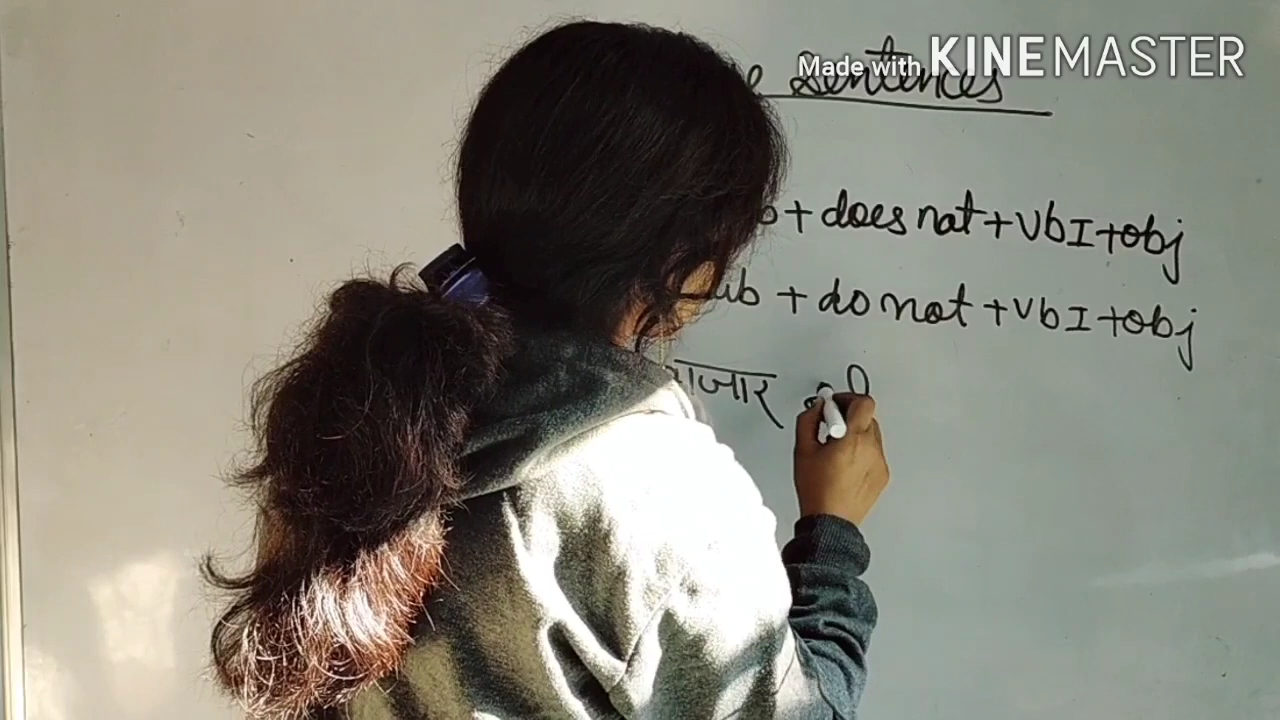 Made with KINEMASTER
Sentences
+ does not + VbI + obj
ub + do not + VbI + obj
ाजार